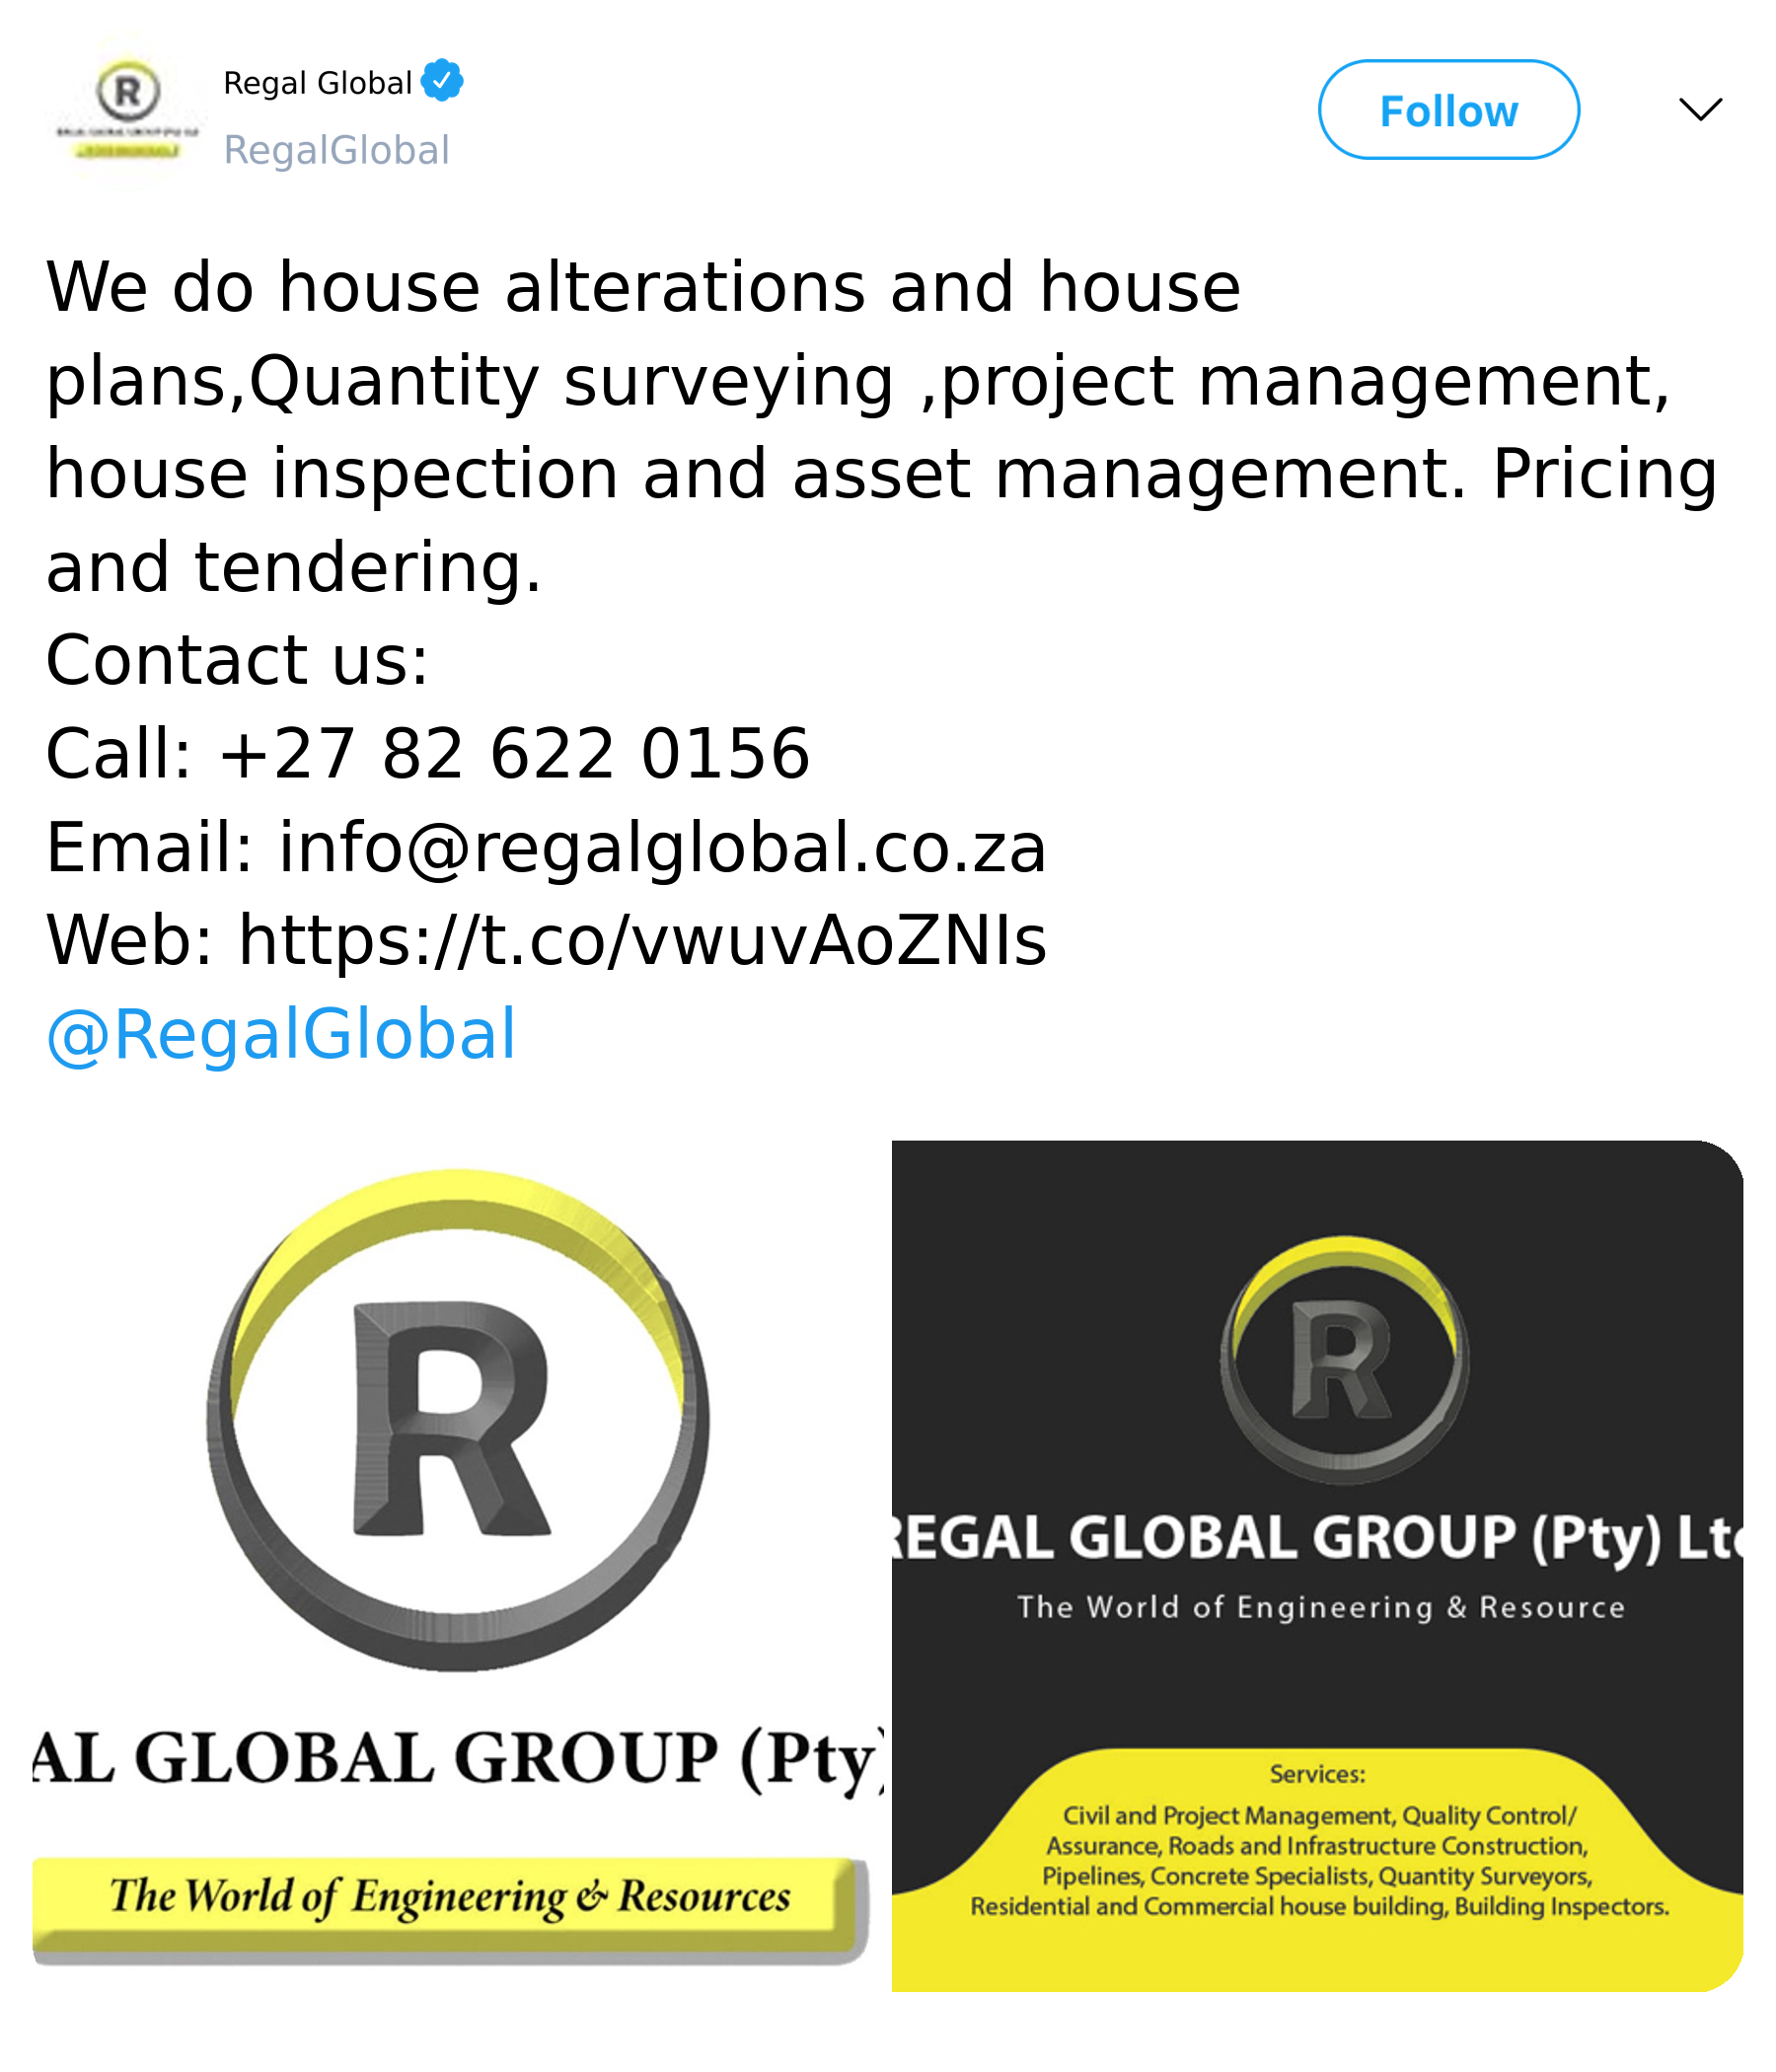 Regal Global
RegalGlobal
Follow
We do house alterations and house
plans,Quantity surveying ,project management,
house inspection and asset management. Pricing
and tendering.
Contact us:
Call: +27 82 622 0156
Email: info@regalglobal.co.za
Web: https://t.co/vwuvAoZNIs
@RegalGlobal
R
AL GLOBAL GROUP (Pty)
The World of Engineering & Resources
R
REGAL GLOBAL GROUP (Pty) Ltd
The World of Engineering & Resource
Services:
Civil and Project Management, Quality Control/
Assurance, Roads and Infrastructure Construction,
Pipelines, Concrete Specialists, Quantity Surveyors,
Residential and Commercial house building, Building Inspectors.